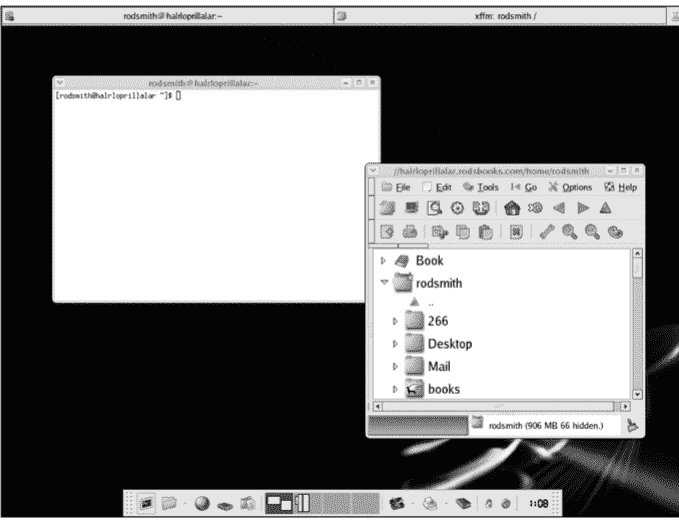 rodsmith@halrloprillalar:~
xffm: rodsmith /
rodsmith@halrloprillalar:~
[rodsmith@halrloprillalar ~]$
//halrloprillalar.rodsbooks.com/home/rodsmith
File Edit Tools Go Options Help
Book
rodsmith
..
266
Desktop
Mail
books
rodsmith (906 MB 66 hidden.)
11:08